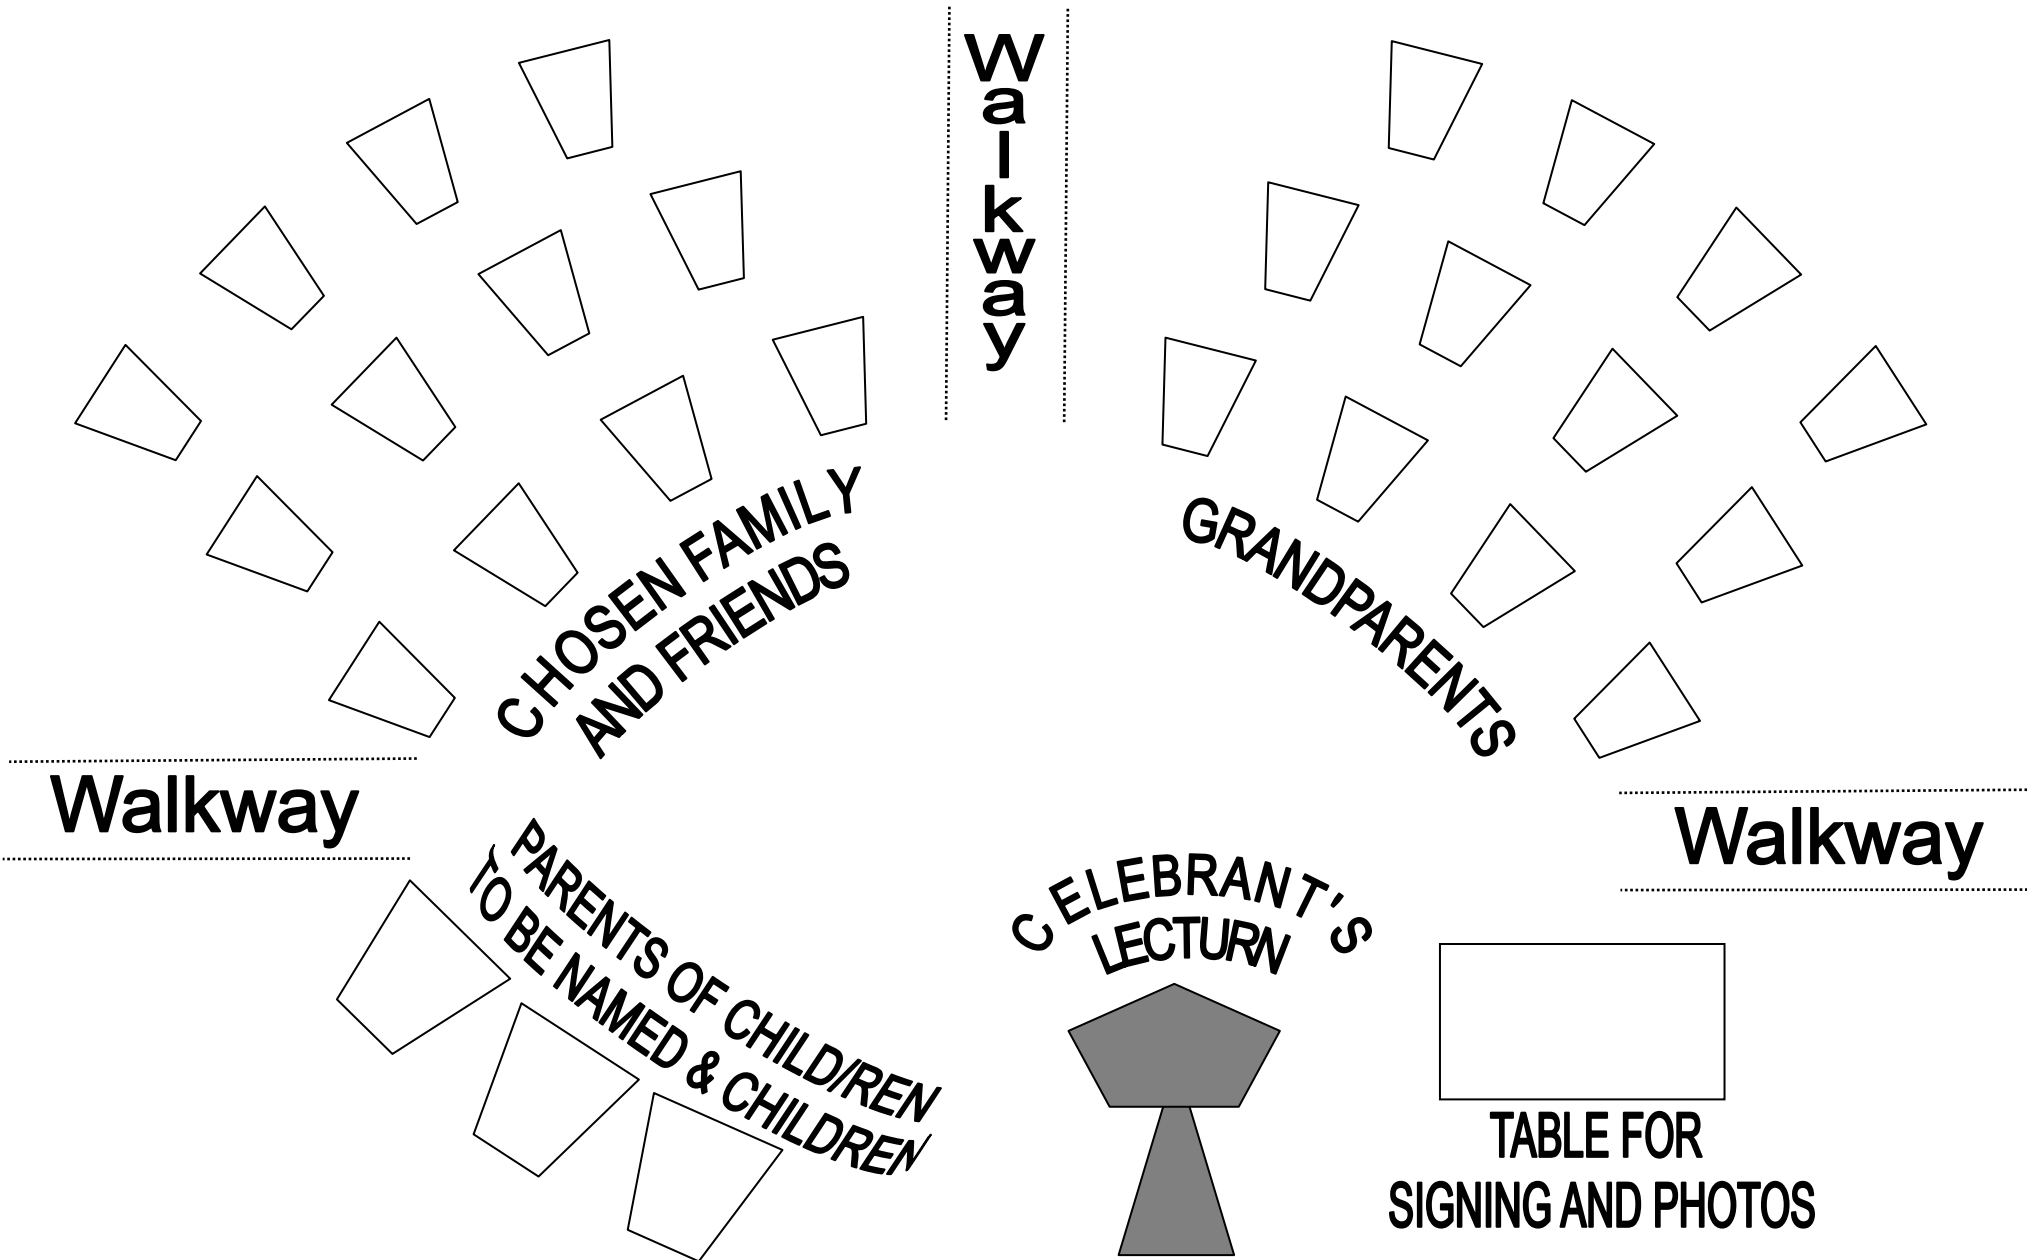 Walkway
CHOSEN FAMILY
AND FRIENDS
GRANDPARENTS
Walkway
Walkway
PARENTS OF CHILD/REN
TO BE NAMED & CHILDREN
CELEBRANT'S
LECTURN
TABLE FOR
SIGNING AND PHOTOS